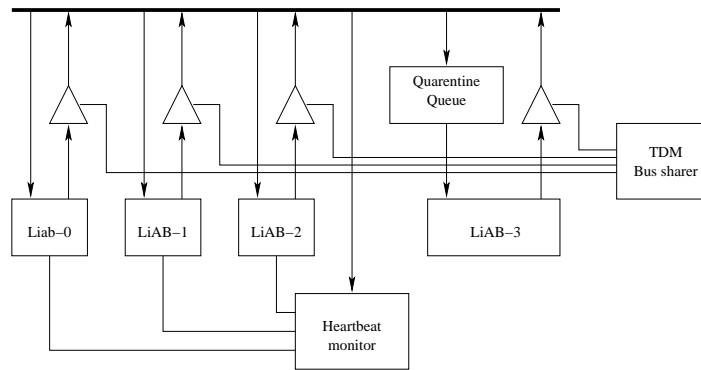 Quarentine
Queue
TDM
Bus sharer
Liab−0
LiAB−1
LiAB−2
LiAB−3
Heartbeat
monitor